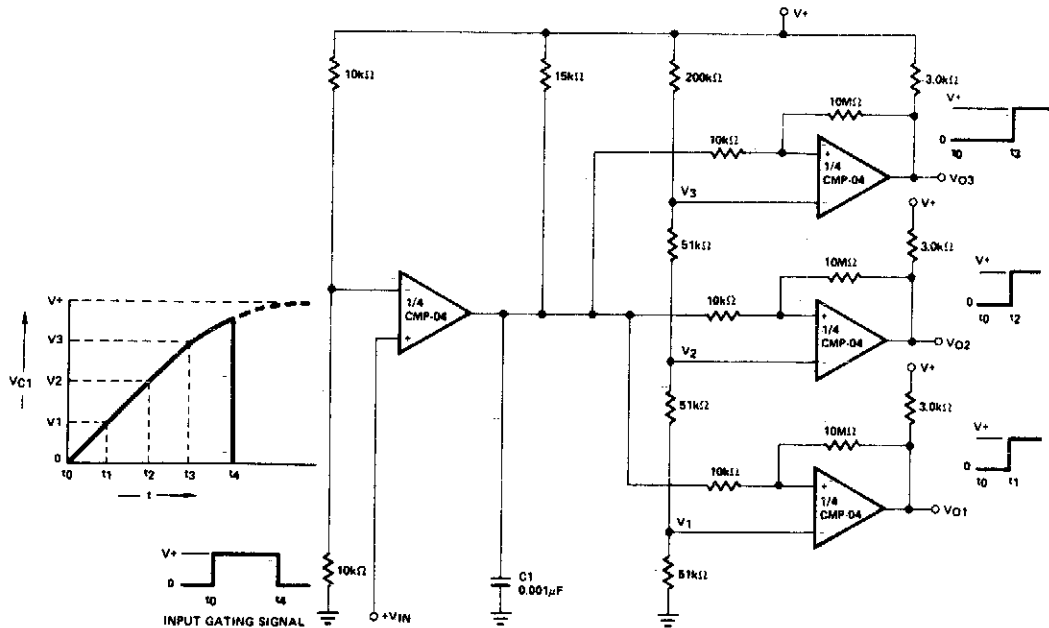 V+
10kΩ
15kΩ
200kΩ
3.0kΩ
10MΩ
V+
0
t0
t3
10kΩ
+
1/4
CMP-04
−
V3
VO3
V+
51kΩ
3.0kΩ
10MΩ
V+
0
t0
t2
−
1/4
CMP-04
+
10kΩ
+
1/4
CMP-04
−
V2
VO2
V+
V+
V3
VC1
V2
V1
0
t0
t1
t2
t3
t4
t
51kΩ
3.0kΩ
10MΩ
V+
0
t0
t1
10kΩ
+
1/4
CMP-04
−
V1
VO1
V+
0
t0
t4
INPUT GATING SIGNAL
10kΩ
+VIN
C1
0.001μF
51kΩ